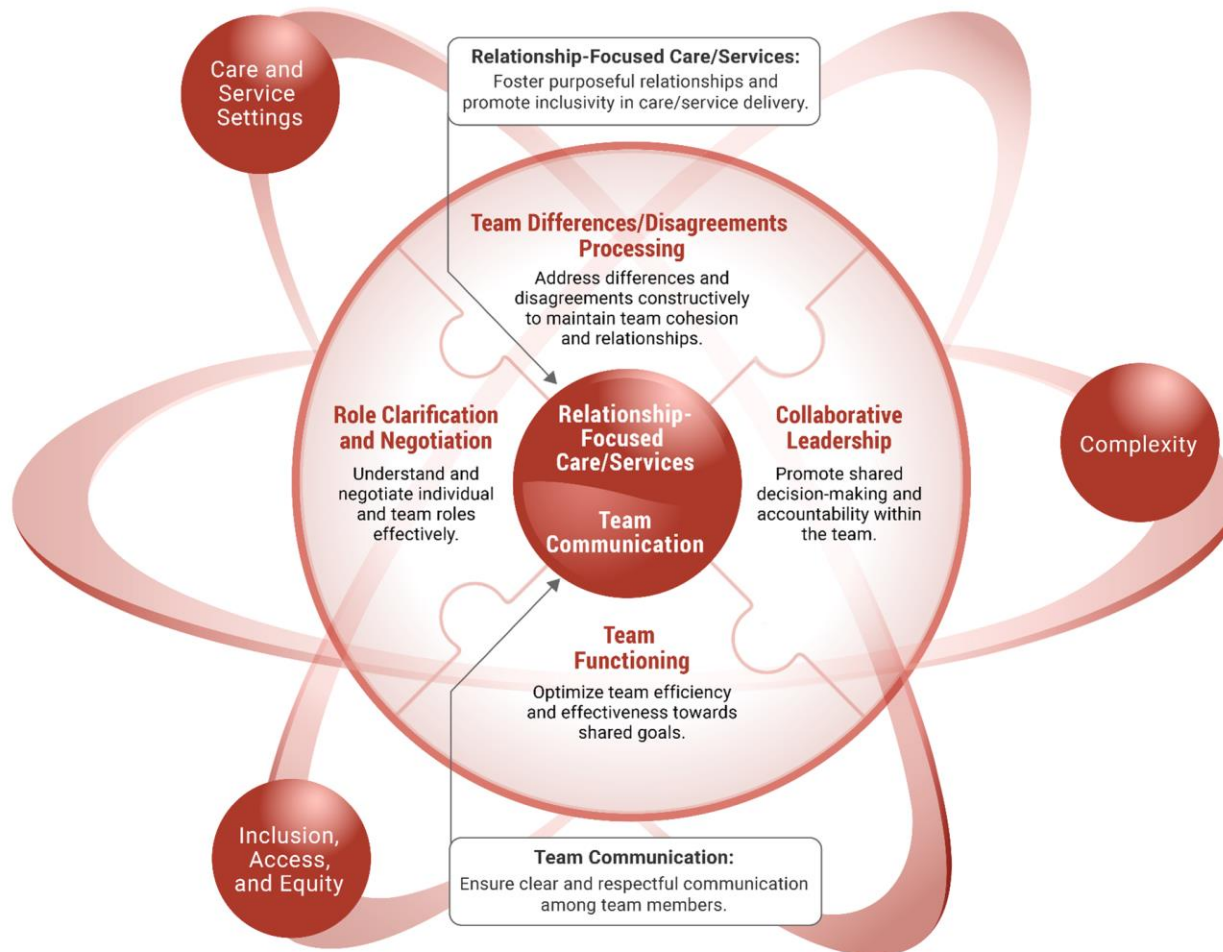 Care and
Service
Settings
Relationship-Focused Care/Services:
Foster purposeful relationships and
promote inclusivity in care/service delivery.
Team Differences/Disagreements
Processing
Address differences and
disagreements constructively
to maintain team cohesion
and relationships.
Role Clarification
and Negotiation
Understand and
negotiate individual
and team roles
effectively.
Relationship-
Focused
Care/Services
Team
Communication
Collaborative
Leadership
Promote shared
decision-making and
accountability within
the team.
Complexity
Team
Functioning
Optimize team efficiency
and effectiveness towards
shared goals.
Inclusion,
Access,
and Equity
Team Communication:
Ensure clear and respectful communication
among team members.